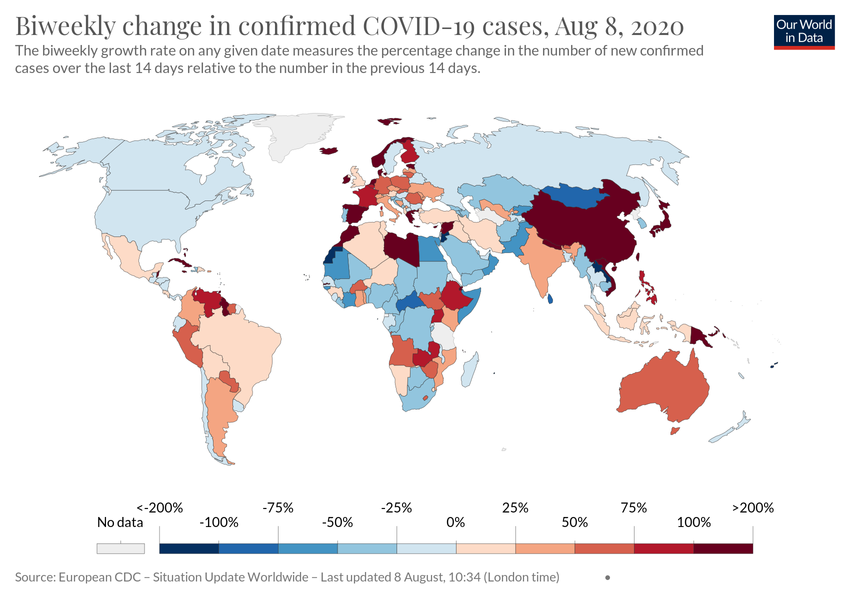 Biweekly change in confirmed COVID-19 cases, Aug 8, 2020
Our World
in Data
The biweekly growth rate on any given date measures the percentage change in the number of new confirmed
cases over the last 14 days relative to the number in the previous 14 days.
<-200% -75% -25% 25% 75% >200%
No data -100% -50% 0% 50% 100%
Source: European CDC – Situation Update Worldwide – Last updated 8 August, 10:34 (London time) •